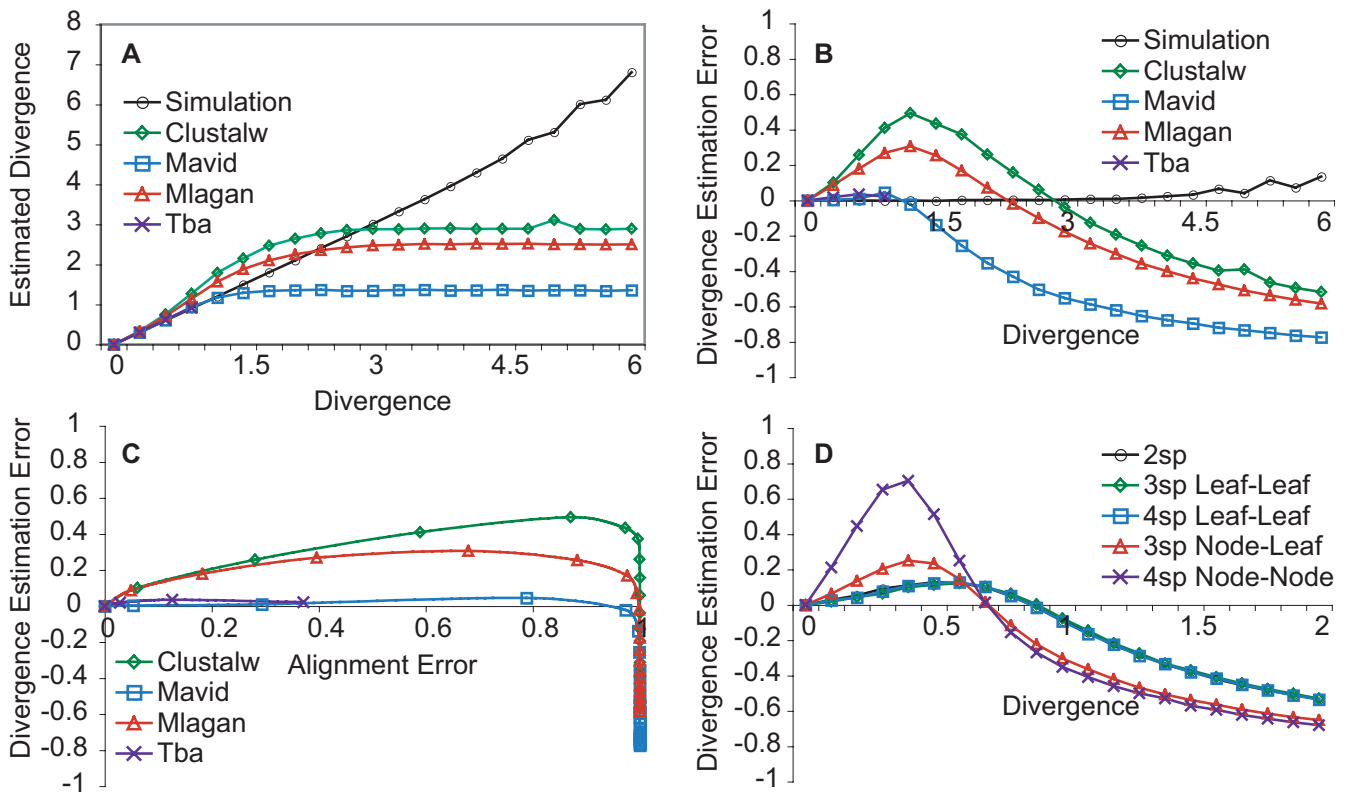 A
Estimated Divergence
8
7
6
5
4
3
2
1
0
Simulation
Clustalw
Mavid
Mlagan
Tba
0 1.5 3 4.5 6
Divergence
B
Divergence Estimation Error
1
0.8
0.6
0.4
0.2
0
-0.2
-0.4
-0.6
-0.8
-1
Simulation
Clustalw
Mavid
Mlagan
Tba
0 1.5 3 4.5 6
Divergence
C
Divergence Estimation Error
1
0.8
0.6
0.4
0.2
0
-0.2
-0.4
-0.6
-0.8
-1
0 0.2 0.4 0.6 0.8 1
Alignment Error
Clustalw
Mavid
Mlagan
Tba
D
Divergence Estimation Error
1
0.8
0.6
0.4
0.2
0
-0.2
-0.4
-0.6
-0.8
-1
2sp
3sp Leaf-Leaf
4sp Leaf-Leaf
3sp Node-Leaf
4sp Node-Node
0 0.5 1 1.5 2
Divergence